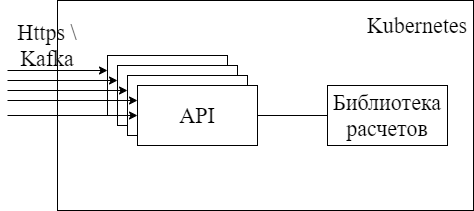 Https \
Kafka
Kubernetes
API
Библиотека
расчетов